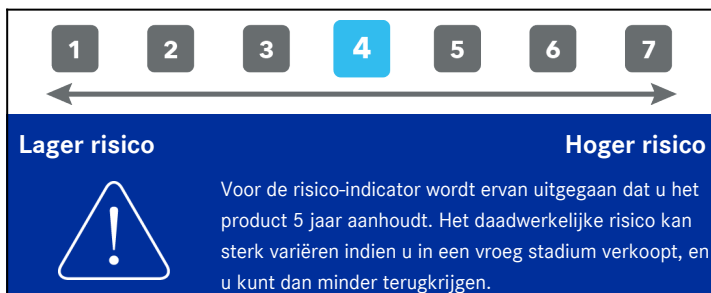 1 2 3 4 5 6 7
Lager risico Hoger risico
Voor de risico-indicator wordt ervan uitgegaan dat u het
product 5 jaar aanhoudt. Het daadwerkelijke risico kan
sterk variëren indien u in een vroeg stadium verkoopt, en
u kunt dan minder terugkrijgen.